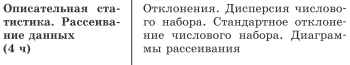 Описательная ста-
тистика. Рассеива-
ние данных
(4 ч)
Отклонения. Дисперсия числово-
го набора. Стандартное отклоне-
ние числового набора. Диаграм-
мы рассеивания